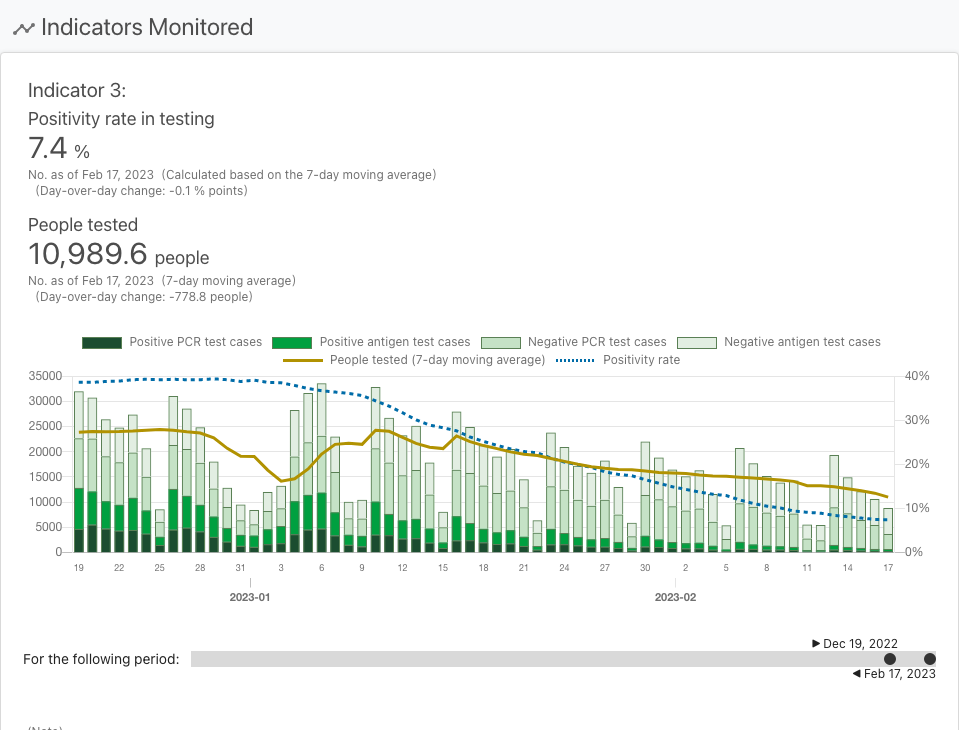 Indicators Monitored
Indicator 3:
Positivity rate in testing
7.4 %
No. as of Feb 17, 2023 (Calculated based on the 7-day moving average)
(Day-over-day change: -0.1 % points)
People tested
10,989.6 people
No. as of Feb 17, 2023 (7-day moving average)
(Day-over-day change: -778.8 people)
Positive PCR test cases Positive antigen test cases Negative PCR test cases Negative antigen test cases
People tested (7-day moving average) Positivity rate
35000 40%
30000
25000 30%
20000
15000 20%
10000 10%
5000
0 0%
19 22 25 28 31 3 6 9 12 15 18 21 24 27 30 2 5 8 11 14 17
2023-01 2023-02
▶ Dec 19, 2022
For the following period:
◀ Feb 17, 2023